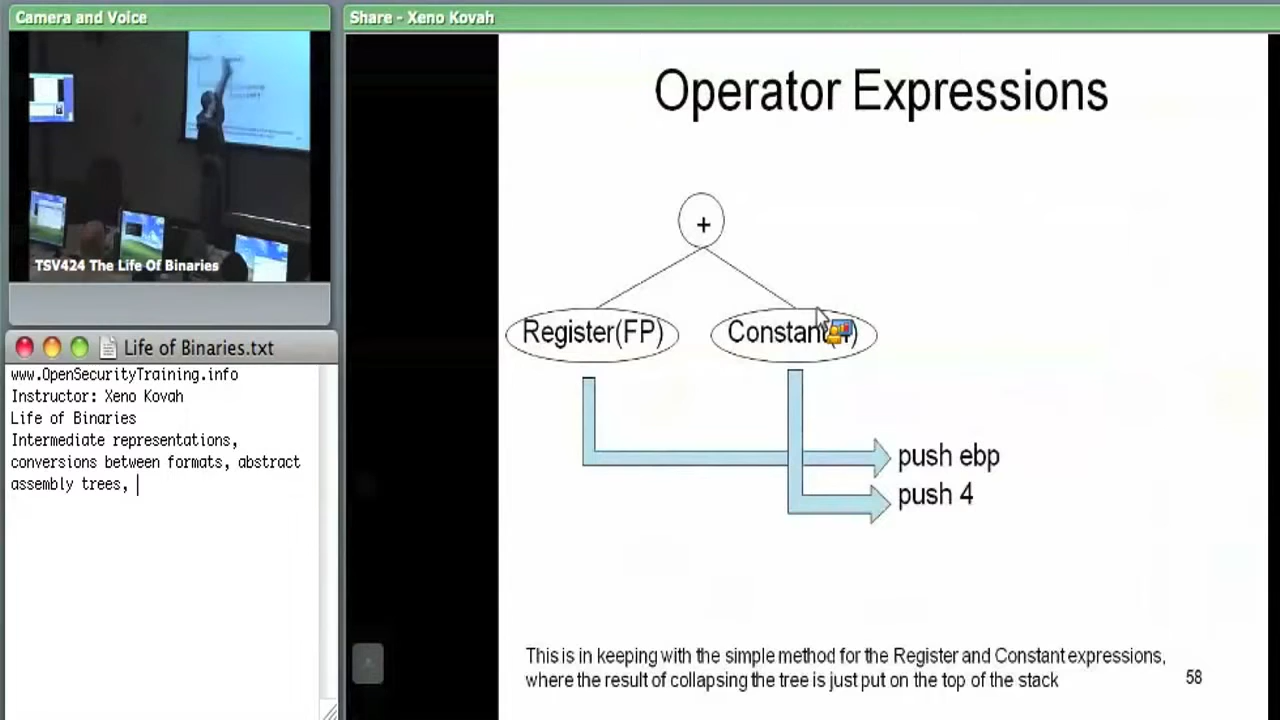 Camera and Voice
TSV424 The Life Of Binaries
Life of Binaries.txt
www.OpenSecurityTraining.info
Instructor: Xeno Kovah
Life of Binaries
Intermediate representations,
conversions between formats, abstract
assembly trees,
Share - Xeno Kovah
Operator Expressions
+
Register(FP)
push ebp
push 4
This is in keeping with the simple method for the Register and Constant expressions,
where the result of collapsing the tree is just put on the top of the stack
58